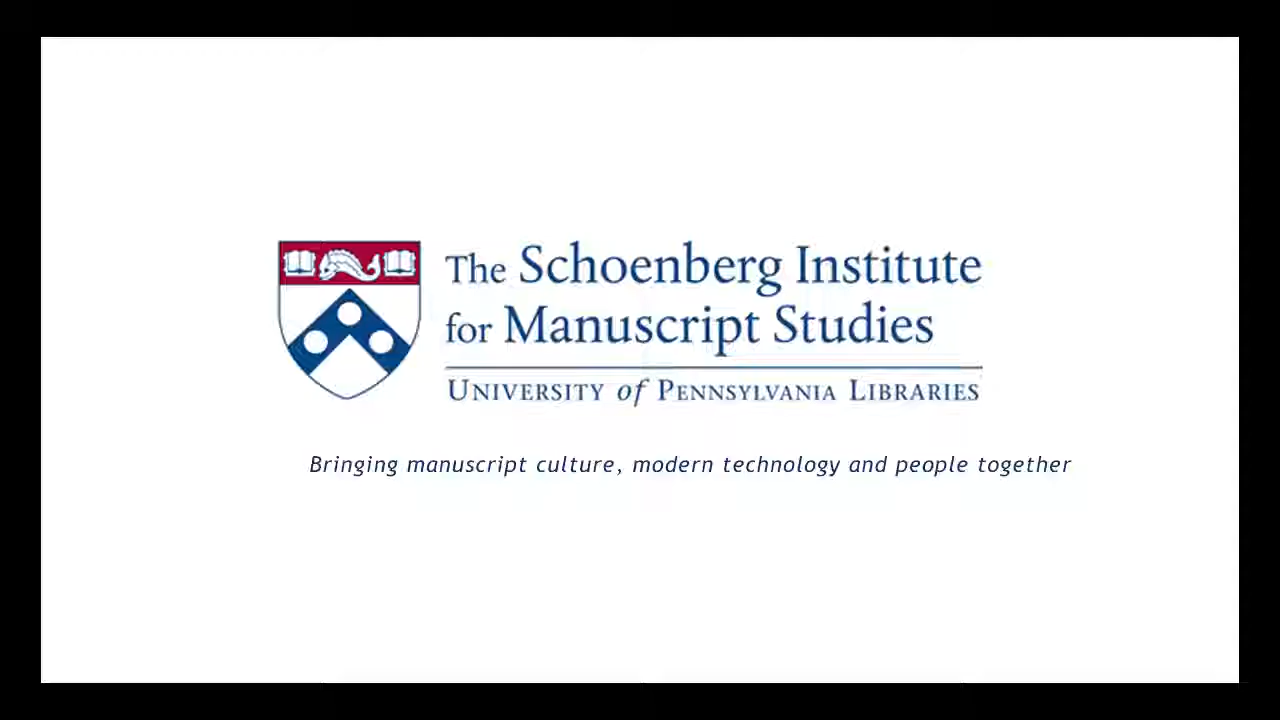 The Schoenberg Institute
for Manuscript Studies
University of Pennsylvania Libraries
Bringing manuscript culture, modern technology and people together